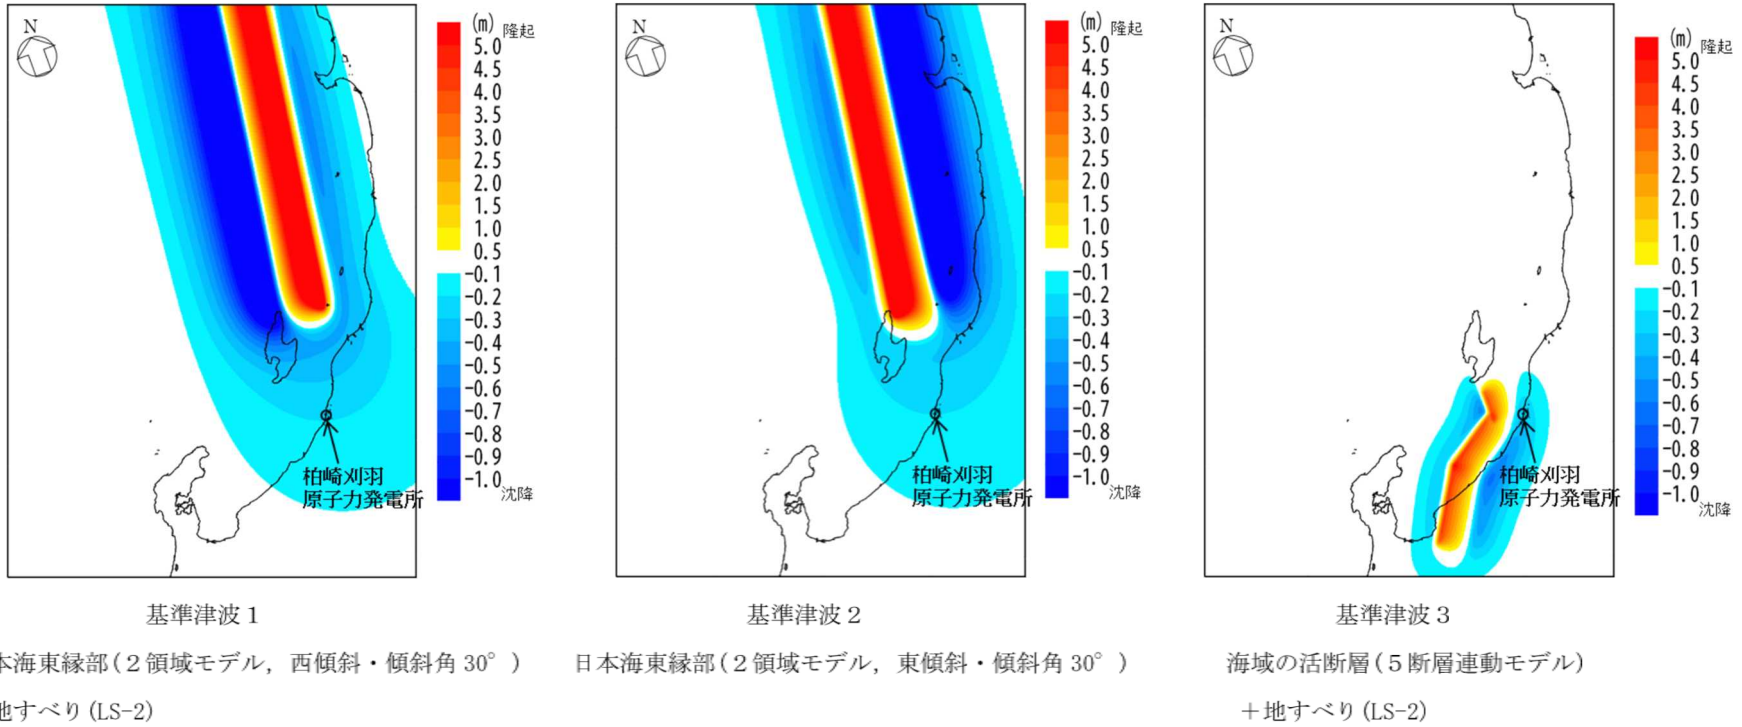 N
(m) 隆起
5.0
4.5
4.0
3.5
3.0
2.5
2.0
1.5
1.0
0.5
-0.1
-0.2
-0.3
-0.4
-0.5
-0.6
-0.7
-0.8
-0.9
-1.0
沈降
柏崎刈羽
原子力発電所
基準津波1
本海東縁部(2領域モデル，西傾斜・傾斜角30°)
地すべり(LS-2)
N
(m) 隆起
5.0
4.5
4.0
3.5
3.0
2.5
2.0
1.5
1.0
0.5
-0.1
-0.2
-0.3
-0.4
-0.5
-0.6
-0.7
-0.8
-0.9
-1.0
沈降
柏崎刈羽
原子力発電所
基準津波2
日本海東縁部(2領域モデル，東傾斜・傾斜角30°)
N
(m) 隆起
5.0
4.5
4.0
3.5
3.0
2.5
2.0
1.5
1.0
0.5
-0.1
-0.2
-0.3
-0.4
-0.5
-0.6
-0.7
-0.8
-0.9
-1.0
沈降
柏崎刈羽
原子力発電所
基準津波3
海域の活断層(5断層連動モデル)
＋地すべり(LS-2)